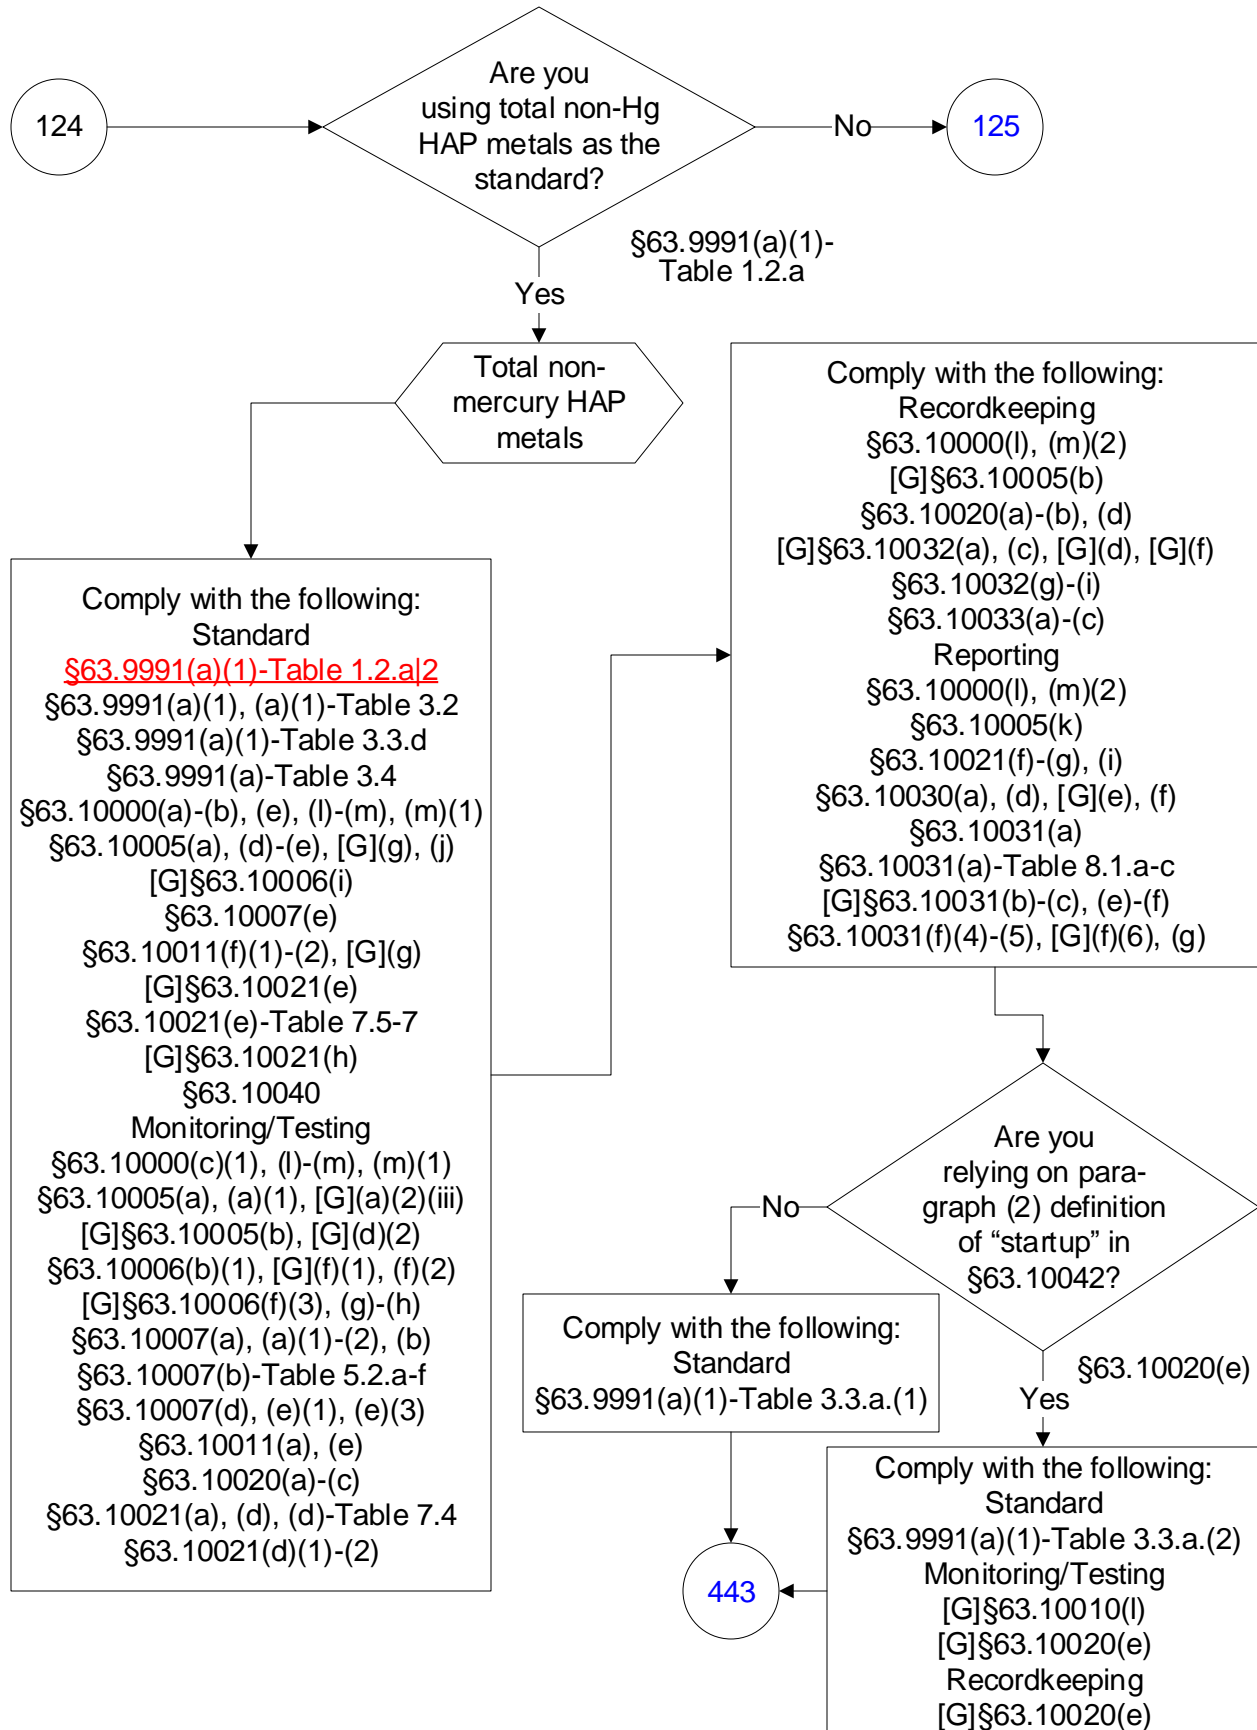 124
Are you
using total non-Hg
HAP metals as the
standard?
No
125
§63.9991(a)(1)-
Table 1.2.a
Yes
Total non-
mercury HAP
metals
Comply with the following:
Standard
§63.9991(a)(1)-Table 1.2.a|2
§63.9991(a)(1), (a)(1)-Table 3.2
§63.9991(a)(1)-Table 3.3.d
§63.9991(a)-Table 3.4
§63.10000(a)-(b), (e), (l)-(m), (m)(1)
§63.10005(a), (d)-(e), [G](g), (j)
[G]§63.10006(i)
§63.10007(e)
§63.10011(f)(1)-(2), [G](g)
[G]§63.10021(e)
§63.10021(e)-Table 7.5-7
[G]§63.10021(h)
§63.10040
Monitoring/Testing
§63.10000(c)(1), (l)-(m), (m)(1)
§63.10005(a), (a)(1), [G](a)(2)(iii)
[G]§63.10005(b), [G](d)(2)
§63.10006(b)(1), [G](f)(1), (f)(2)
[G]§63.10006(f)(3), (g)-(h)
§63.10007(a), (a)(1)-(2), (b)
§63.10007(b)-Table 5.2.a-f
§63.10007(d), (e)(1), (e)(3)
§63.10011(a), (e)
§63.10020(a)-(c)
§63.10021(a), (d), (d)-Table 7.4
§63.10021(d)(1)-(2)
Comply with the following:
Recordkeeping
§63.10000(l), (m)(2)
[G]§63.10005(b)
§63.10020(a)-(b), (d)
[G]§63.10032(a), (c), [G](d), [G](f)
§63.10032(g)-(i)
§63.10033(a)-(c)
Reporting
§63.10000(l), (m)(2)
§63.10005(k)
§63.10021(f)-(g), (i)
§63.10030(a), (d), [G](e), (f)
§63.10031(a)
§63.10031(a)-Table 8.1.a-c
[G]§63.10031(b)-(c), (e)-(f)
§63.10031(f)(4)-(5), [G](f)(6), (g)
Are you
relying on para-
graph (2) definition
of “startup” in
§63.10042?
No
Comply with the following:
Standard
§63.9991(a)(1)-Table 3.3.a.(1)
§63.10020(e)
Yes
Comply with the following:
Standard
§63.9991(a)(1)-Table 3.3.a.(2)
Monitoring/Testing
[G]§63.10010(l)
[G]§63.10020(e)
Recordkeeping
[G]§63.10020(e)
443